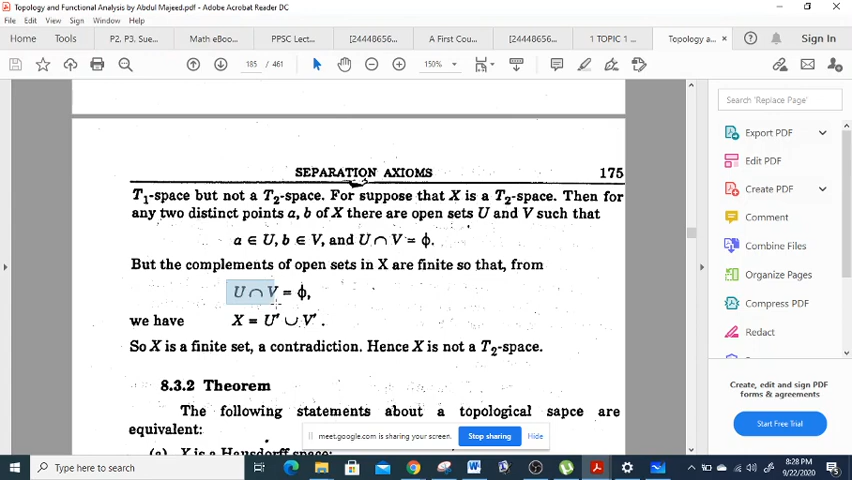 Topology and Functional Analysis by Abdul Majeed.pdf - Adobe Acrobat Reader DC
File Edit View Sign Window Help
Home Tools P2. P3. Sue... Math eBoo... PPSC Lect... [24448656... A First Cou... [24448656... 1 TOPIC 1 ... Topology a... × Sign In
185 / 461 150%
SEPARATION AXIOMS 175
T1-space but not a T2-space. For suppose that X is a T2-space. Then for
any two distinct points a, b of X there are open sets U and V such that
a ∈ U, b ∈ V, and U ∩ V = ϕ.
But the complements of open sets in X are finite so that, from
U ∩ V = ϕ,
we have X = U' ∪ V'.
So X is a finite set, a contradiction. Hence X is not a T2-space.
8.3.2 Theorem
The following statements about a topological sapce are
equivalent:
(a) X is a Hausdorff space;
meet.google.com is sharing your screen. Stop sharing Hide
Search 'Replace Page'
Export PDF
Edit PDF
Create PDF
Comment
Combine Files
Organize Pages
Compress PDF
Redact
Create, edit and sign PDF
forms & agreements
Start Free Trial
Type here to search
8:28 PM
9/22/2020